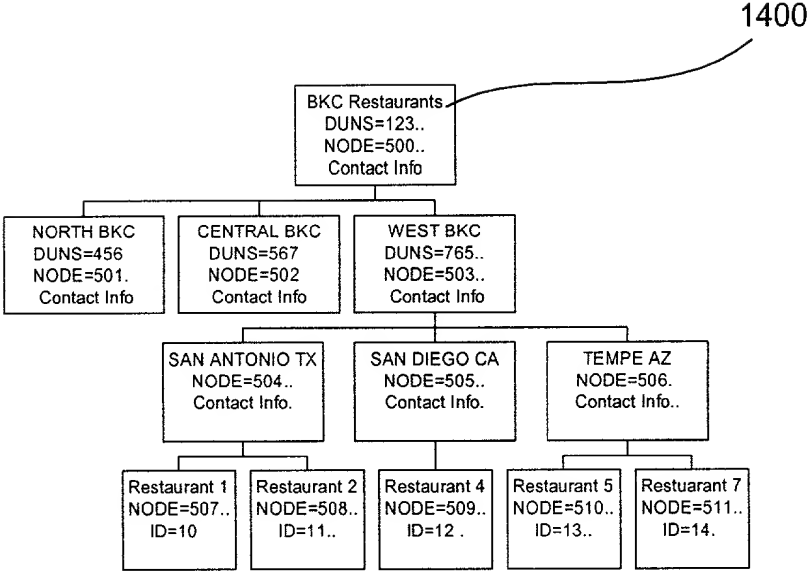 1400
BKC Restaurants
DUNS=123..
NODE=500..
Contact Info
NORTH BKC
DUNS=456
NODE=501.
Contact Info
CENTRAL BKC
DUNS=567
NODE=502
Contact Info
WEST BKC
DUNS=765..
NODE=503..
Contact Info
SAN ANTONIO TX
NODE=504..
Contact Info.
SAN DIEGO CA
NODE=505..
Contact Info.
TEMPE AZ
NODE=506.
Contact Info..
Restaurant 1
NODE=507..
ID=10
Restaurant 2
NODE=508..
ID=11..
Restaurant 4
NODE=509..
ID=12 .
Restaurant 5
NODE=510..
ID=13..
Restuarant 7
NODE=511..
ID=14.